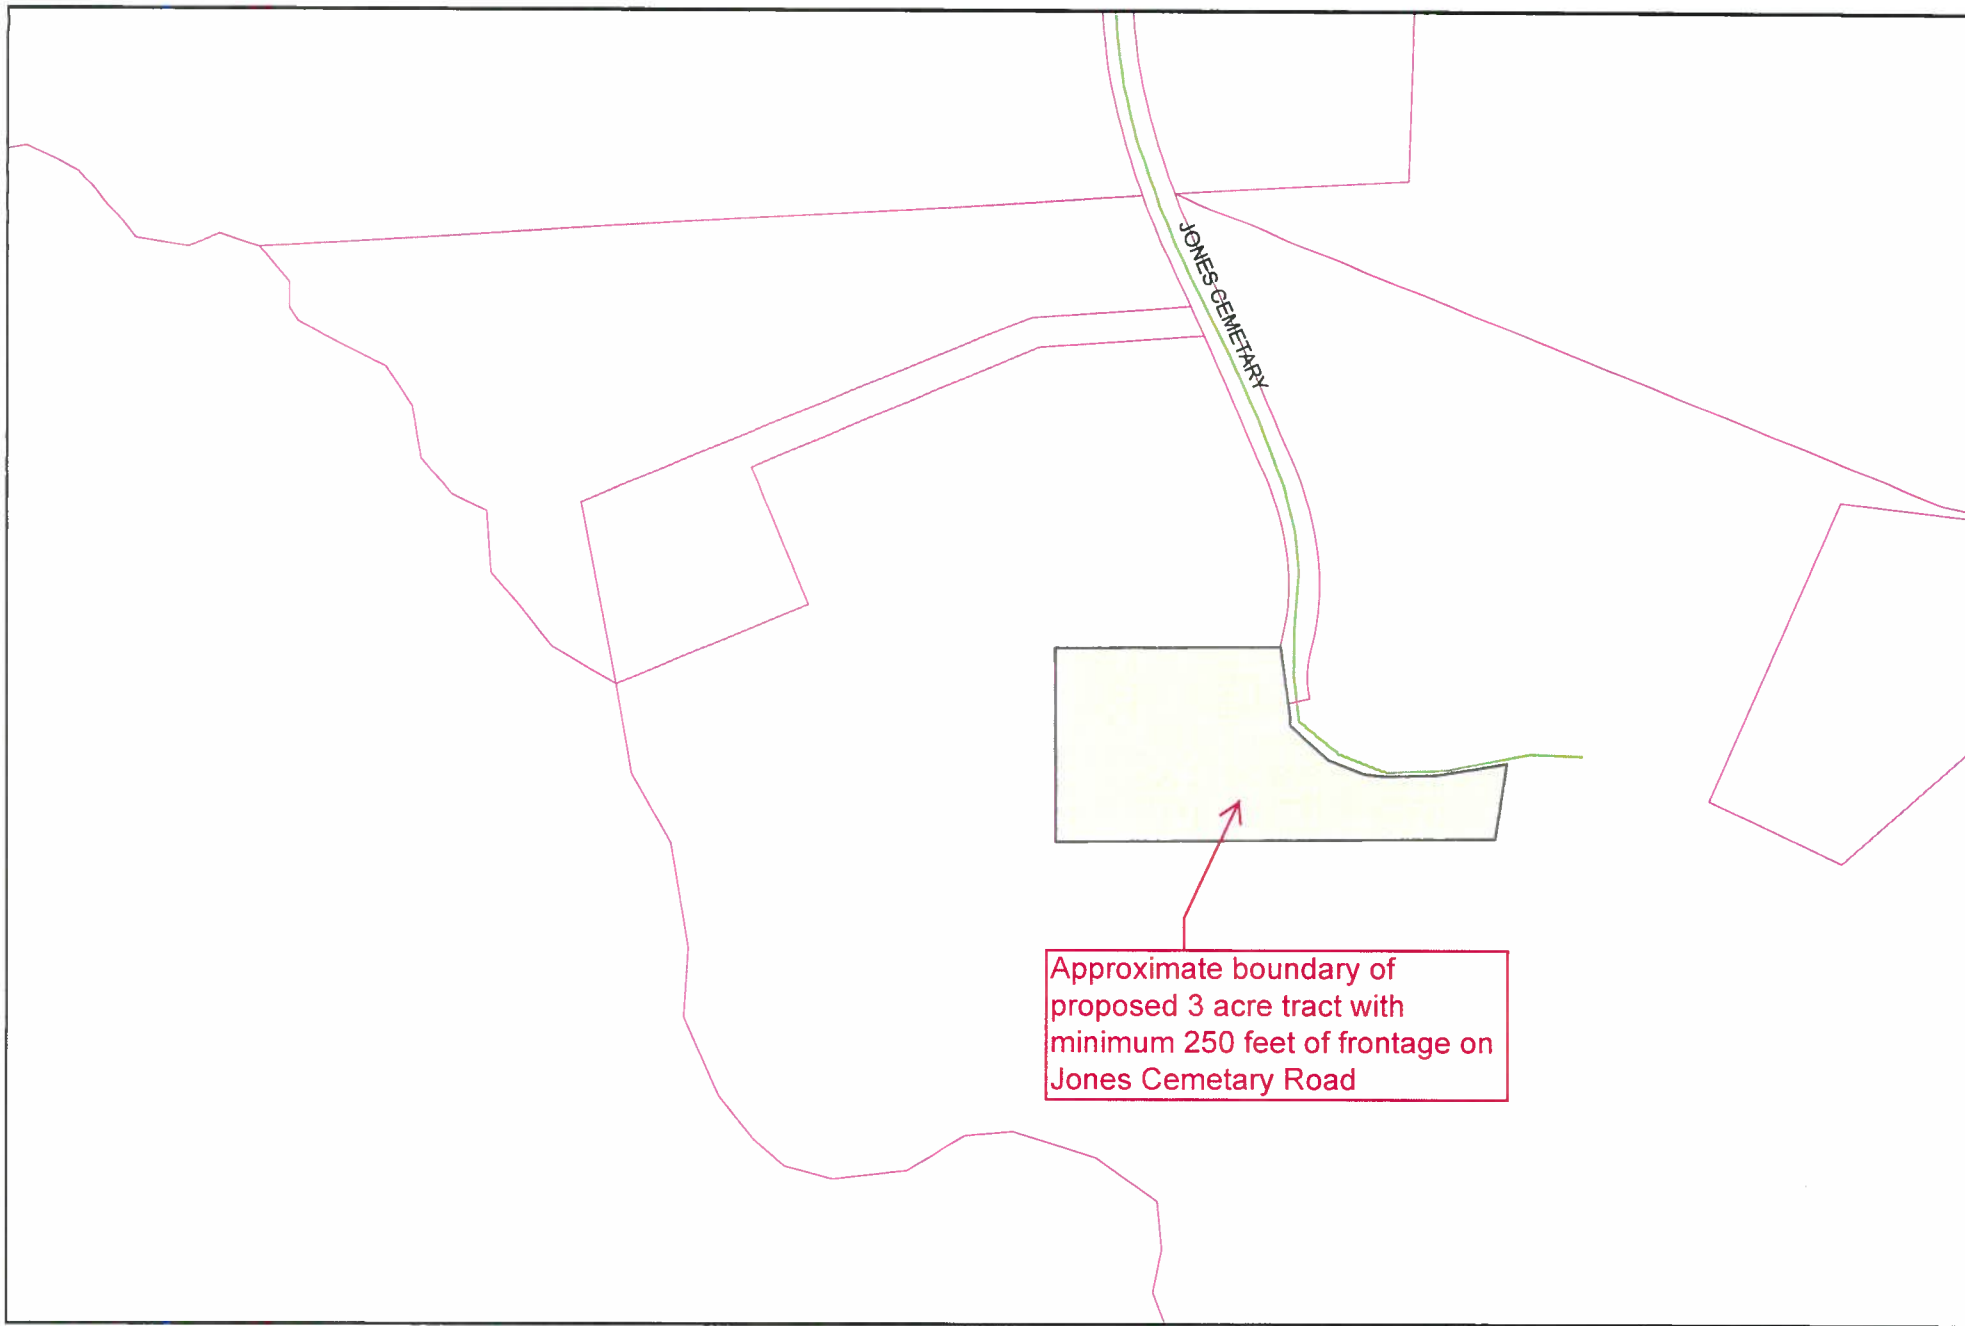 JONES CEMETARY
Approximate boundary of
proposed 3 acre tract with
minimum 250 feet of frontage on
Jones Cemetary Road